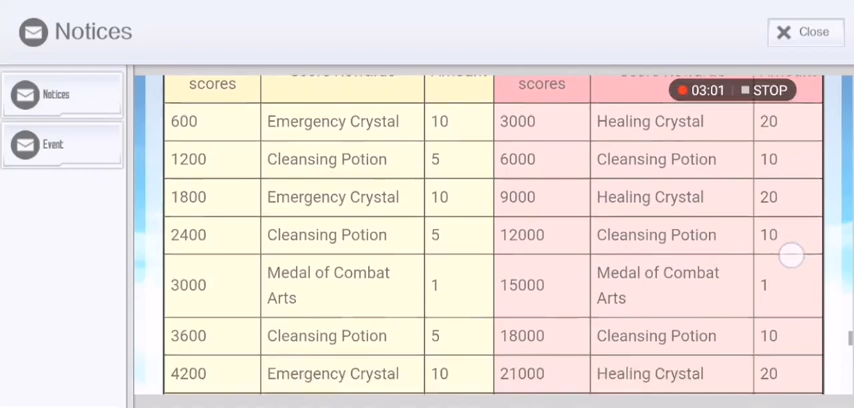 Notices
Close
Notices
Event
scores
scores
03:01
STOP
600 Emergency Crystal 10 3000 Healing Crystal 20
1200 Cleansing Potion 5 6000 Cleansing Potion 10
1800 Emergency Crystal 10 9000 Healing Crystal 20
2400 Cleansing Potion 5 12000 Cleansing Potion 10
3000 Medal of Combat Arts 1 15000 Medal of Combat Arts 1
3600 Cleansing Potion 5 18000 Cleansing Potion 10
4200 Emergency Crystal 10 21000 Healing Crystal 20